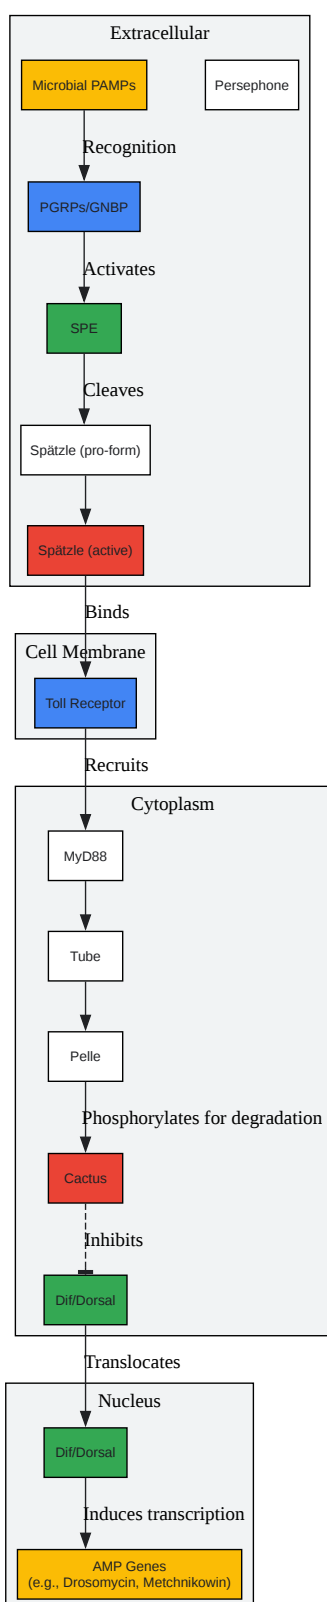 Extracellular
Microbial PAMPs
Persephone
Recognition
PGRPs/GNBP
Activates
SPE
Cleaves
Spätzle (pro-form)
Spätzle (active)
Binds
Cell Membrane
Toll Receptor
Recruits
Cytoplasm
MyD88
Tube
Pelle
Phosphorylates for degradation
Cactus
Inhibits
Dif/Dorsal
Translocates
Nucleus
Dif/Dorsal
Induces transcription
AMP Genes
(e.g., Drosomycin, Metchnikowin)